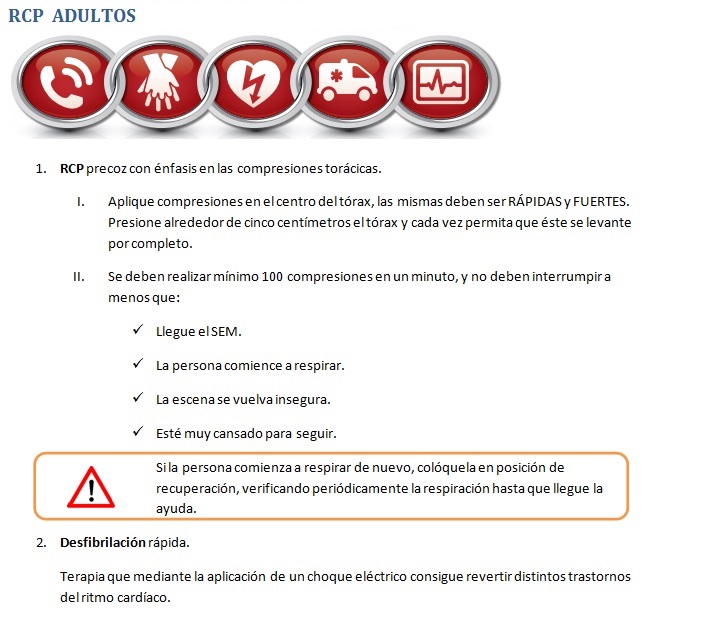 RCP ADULTOS
1. RCP precoz con énfasis en las compresiones torácicas.
I. Aplique compresiones en el centro del tórax, las mismas deben ser RÁPIDAS y FUERTES.
Presione alrededor de cinco centímetros el tórax y cada vez permita que éste se levante
por completo.
II. Se deben realizar mínimo 100 compresiones en un minuto, y no deben interrumpir a
menos que:
✓ Llegue el SEM.
✓ La persona comience a respirar.
✓ La escena se vuelva insegura.
✓ Esté muy cansado para seguir.
Si la persona comienza a respirar de nuevo, colóquela en posición de
recuperación, verificando periódicamente la respiración hasta que llegue la
ayuda.
2. Desfibrilación rápida.
Terapia que mediante la aplicación de un choque eléctrico consigue revertir distintos trastornos
del ritmo cardíaco.